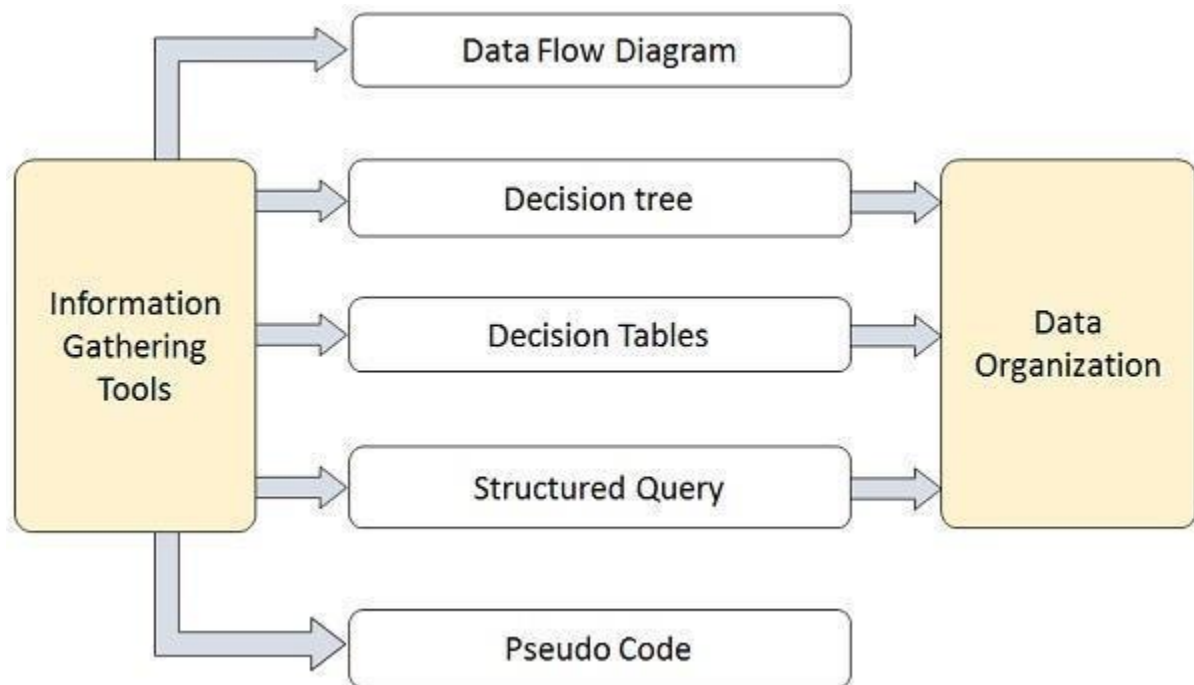 Data Flow Diagram
Decision tree
Information
Gathering
Tools
Decision Tables
Data
Organization
Structured Query
Pseudo Code